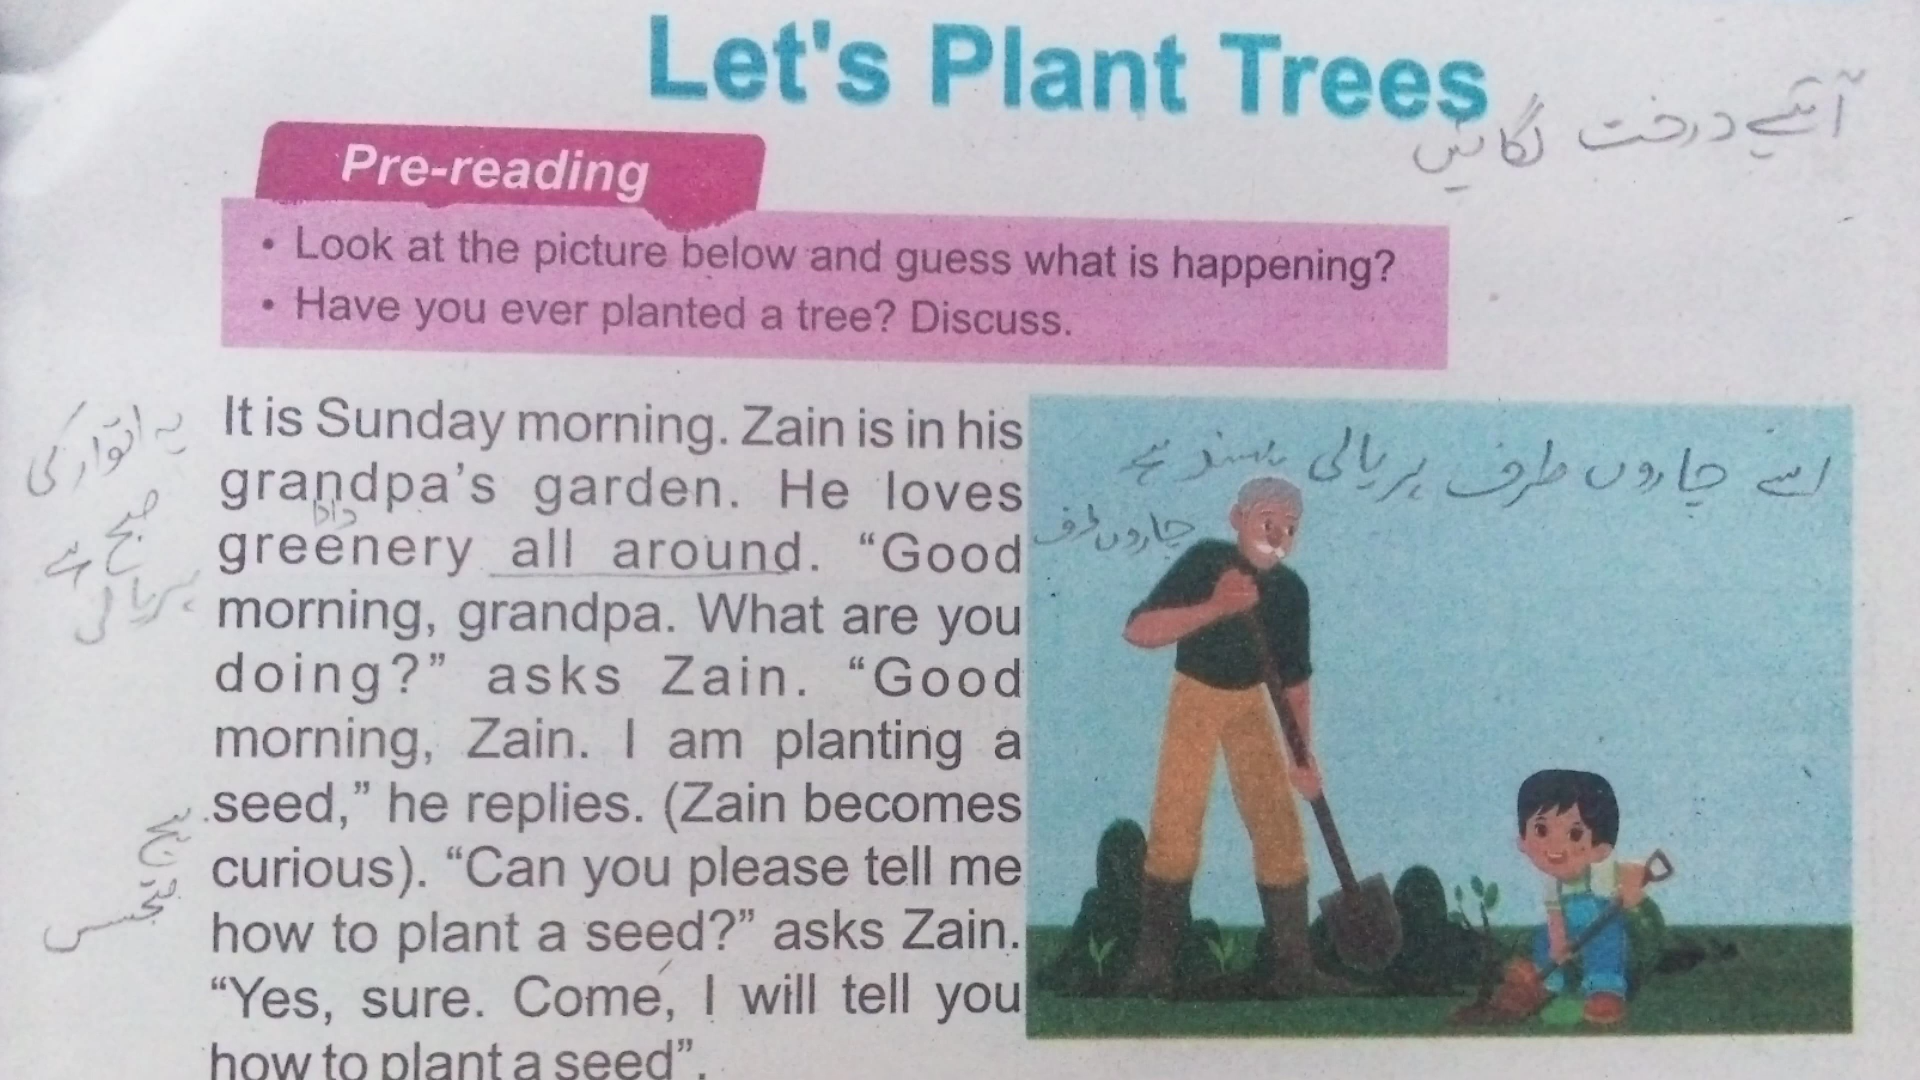 Let's Plant Trees
آئیے درخت لگائیں
Pre-reading
• Look at the picture below and guess what is happening?
• Have you ever planted a tree? Discuss.
It is Sunday morning. Zain is in his
grandpa's garden. He loves
greenery all around. “Good
morning, grandpa. What are you
doing?” asks Zain. “Good
morning, Zain. I am planting a
seed,” he replies. (Zain becomes
curious). “Can you please tell me
how to plant a seed?” asks Zain.
“Yes, sure. Come, I will tell you
how to plant a seed”.
یہ اتوار کی
صبح ہے
دادا
ہریالی
بیج
تجسس
اسے چاروں طرف ہریالی پسند ہے
چاروں طرف